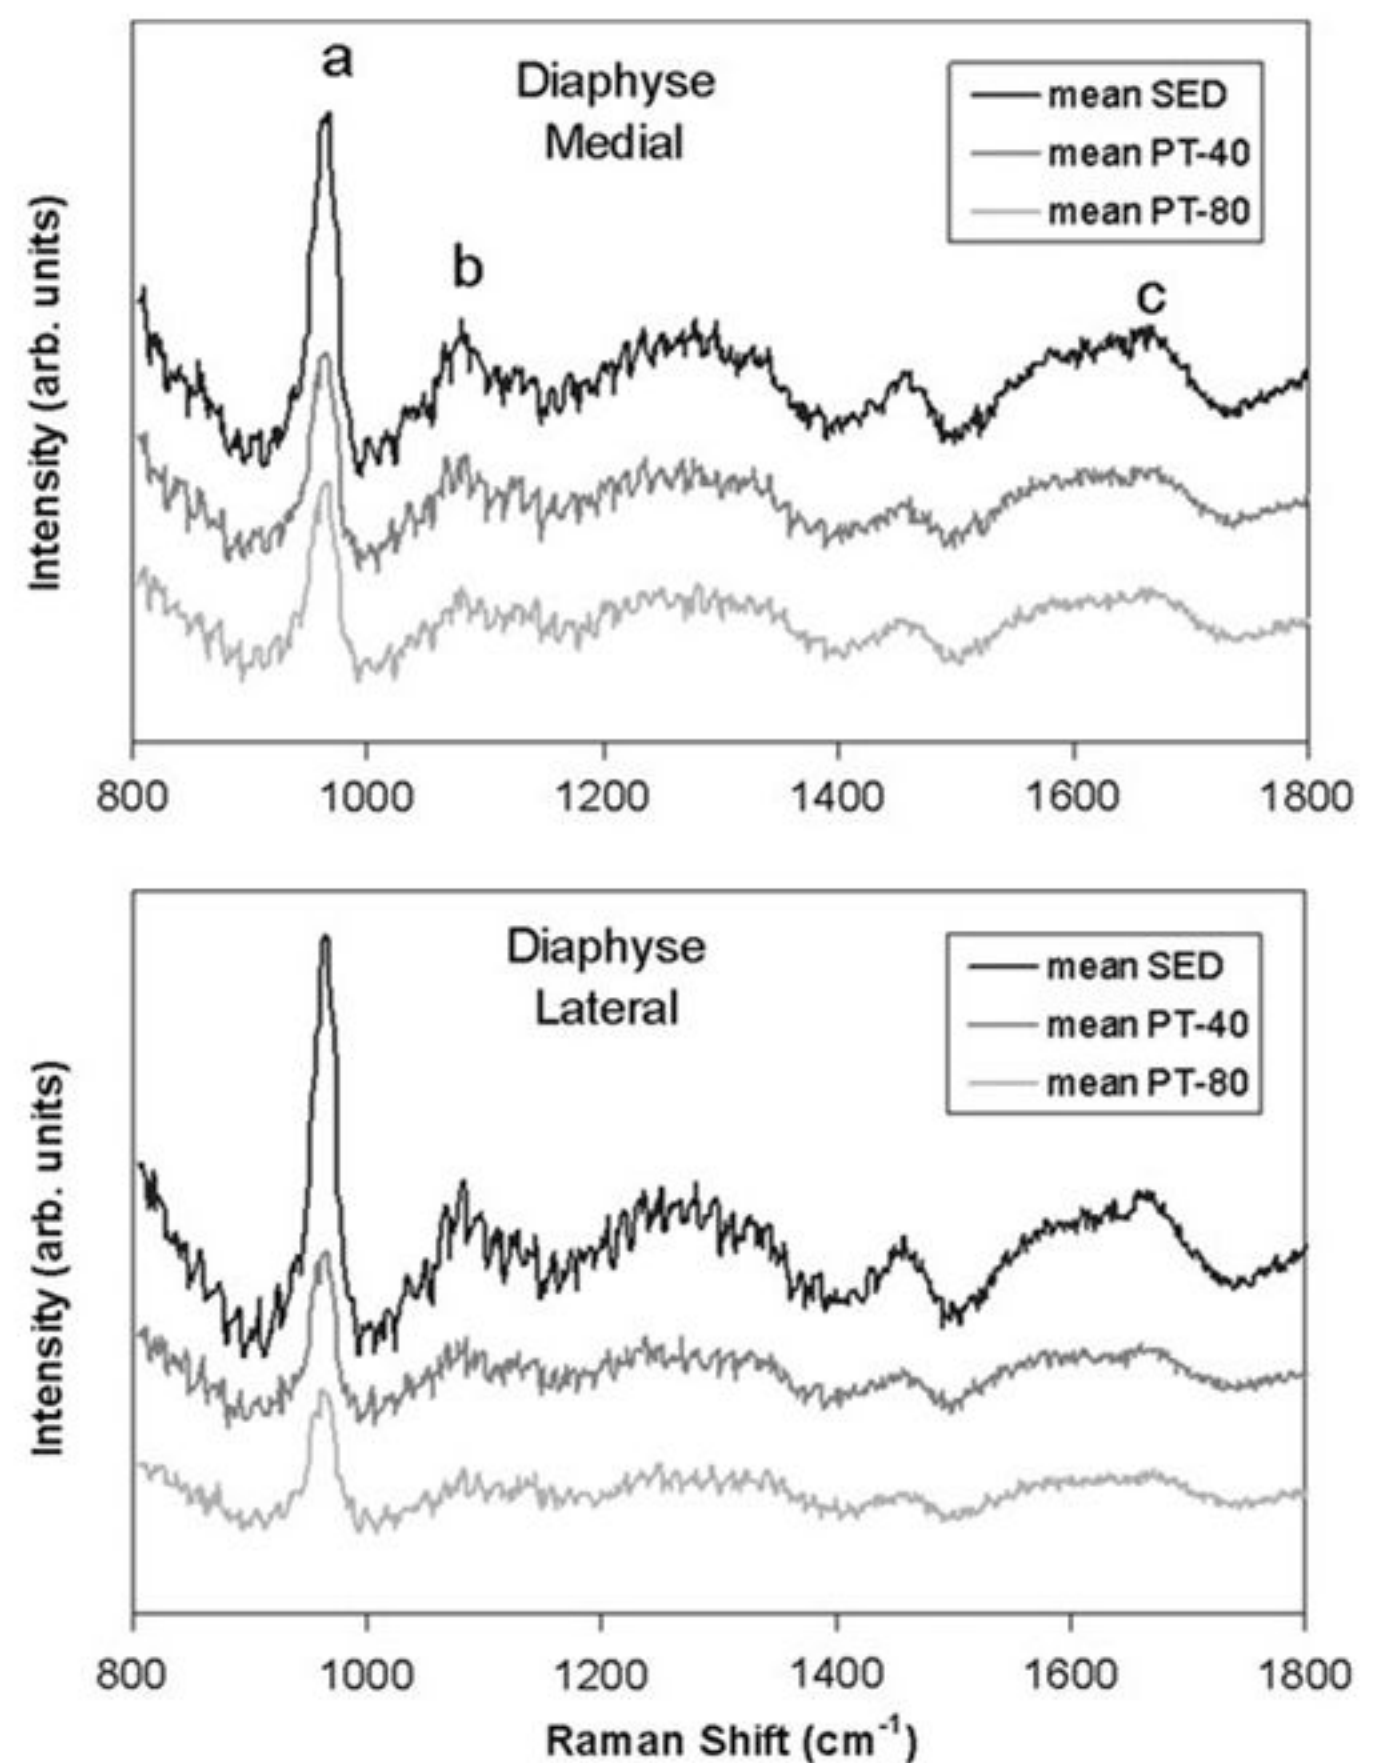 a
Diaphyse
Medial
mean SED
mean PT-40
mean PT-80
b
c
Intensity (arb. units)
800 1000 1200 1400 1600 1800
Diaphyse
Lateral
mean SED
mean PT-40
mean PT-80
Intensity (arb. units)
800 1000 1200 1400 1600 1800
Raman Shift (cm⁻¹)